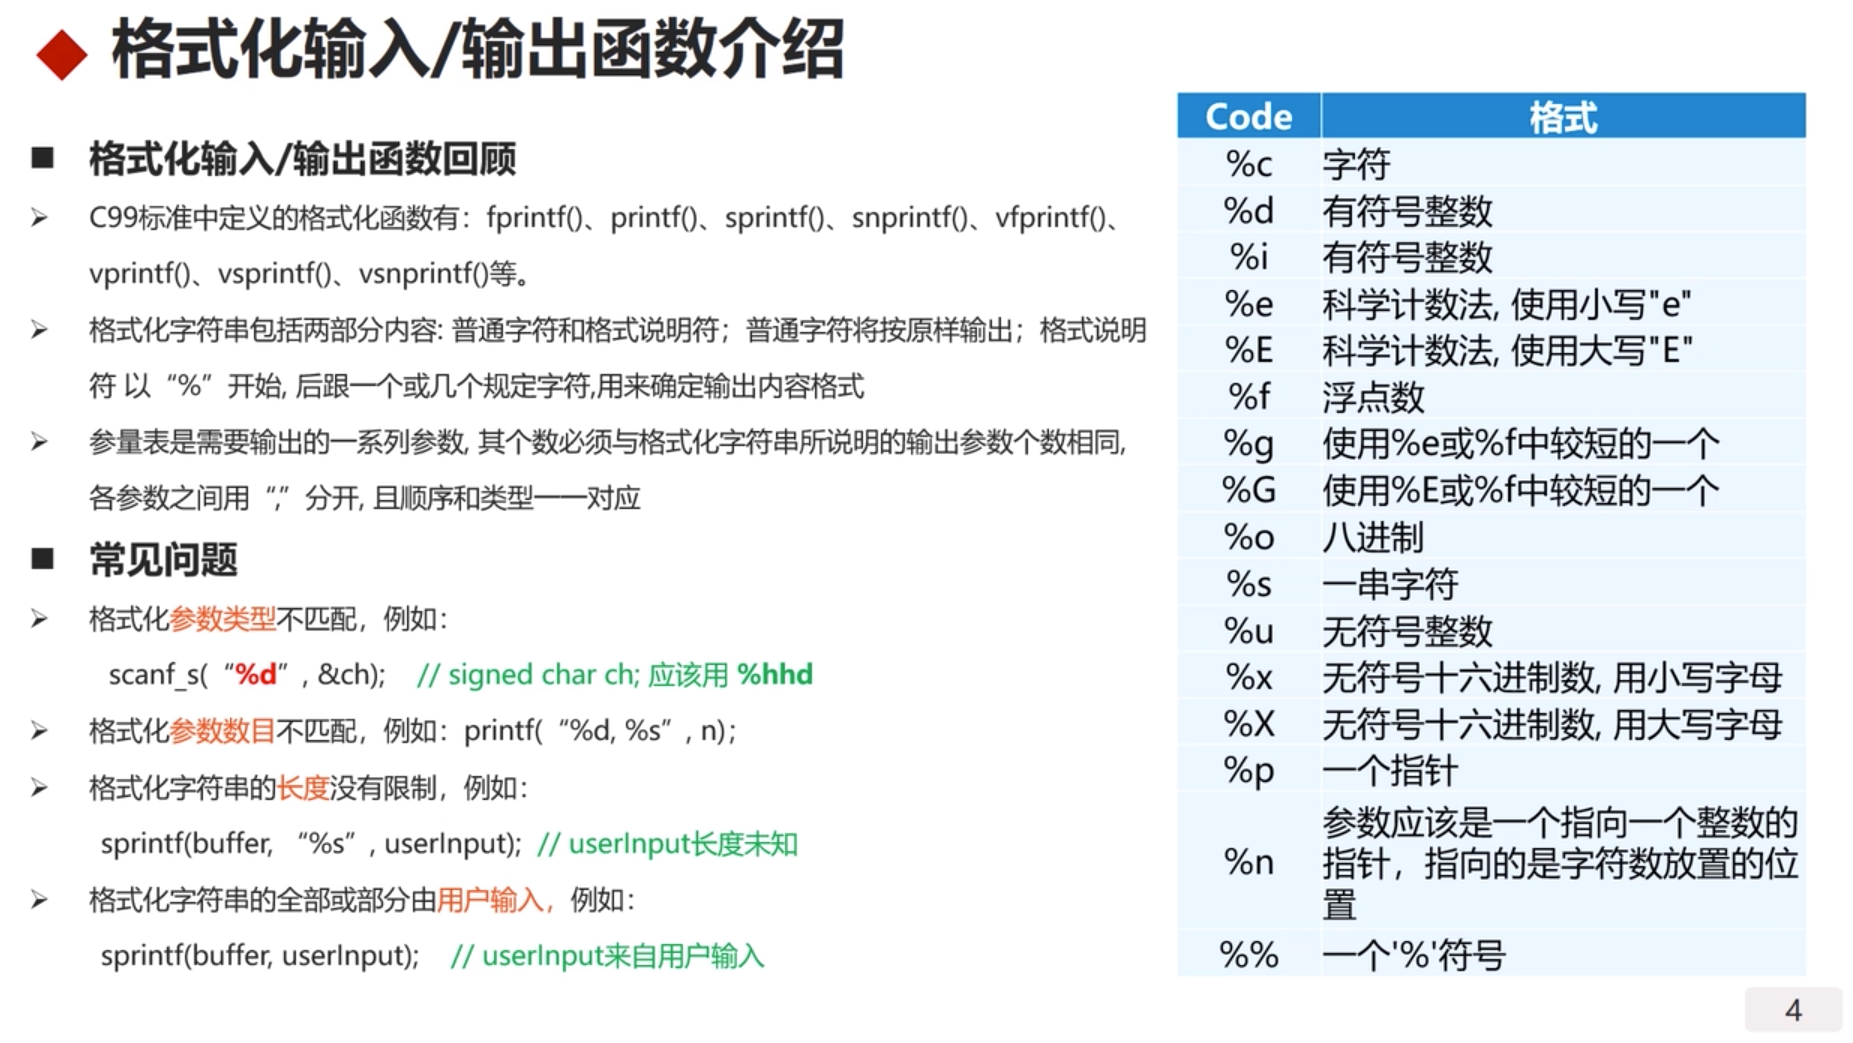 格式化输入/输出函数介绍
■ 格式化输入/输出函数回顾
➢ C99标准中定义的格式化函数有：fprintf()、printf()、sprintf()、snprintf()、vfprintf()、
vprintf()、vsprintf()、vsnprintf()等。
➢ 格式化字符串包括两部分内容: 普通字符和格式说明符；普通字符将按原样输出；格式说明
符 以“%”开始, 后跟一个或几个规定字符,用来确定输出内容格式
➢ 参量表是需要输出的一系列参数, 其个数必须与格式化字符串所说明的输出参数个数相同,
各参数之间用“,”分开, 且顺序和类型一一对应
■ 常见问题
➢ 格式化参数类型不匹配，例如：
scanf_s(“%d”, &ch); // signed char ch; 应该用 %hhd
➢ 格式化参数数目不匹配，例如：printf(“%d, %s”, n);
➢ 格式化字符串的长度没有限制，例如：
sprintf(buffer, “%s”, userInput); // userInput长度未知
➢ 格式化字符串的全部或部分由用户输入，例如：
sprintf(buffer, userInput); // userInput来自用户输入
Code 格式
%c 字符
%d 有符号整数
%i 有符号整数
%e 科学计数法, 使用小写"e"
%E 科学计数法, 使用大写"E"
%f 浮点数
%g 使用%e或%f中较短的一个
%G 使用%E或%f中较短的一个
%o 八进制
%s 一串字符
%u 无符号整数
%x 无符号十六进制数, 用小写字母
%X 无符号十六进制数, 用大写字母
%p 一个指针
%n 参数应该是一个指向一个整数的
指针，指向的是字符数放置的位
置
%% 一个'%'符号
4